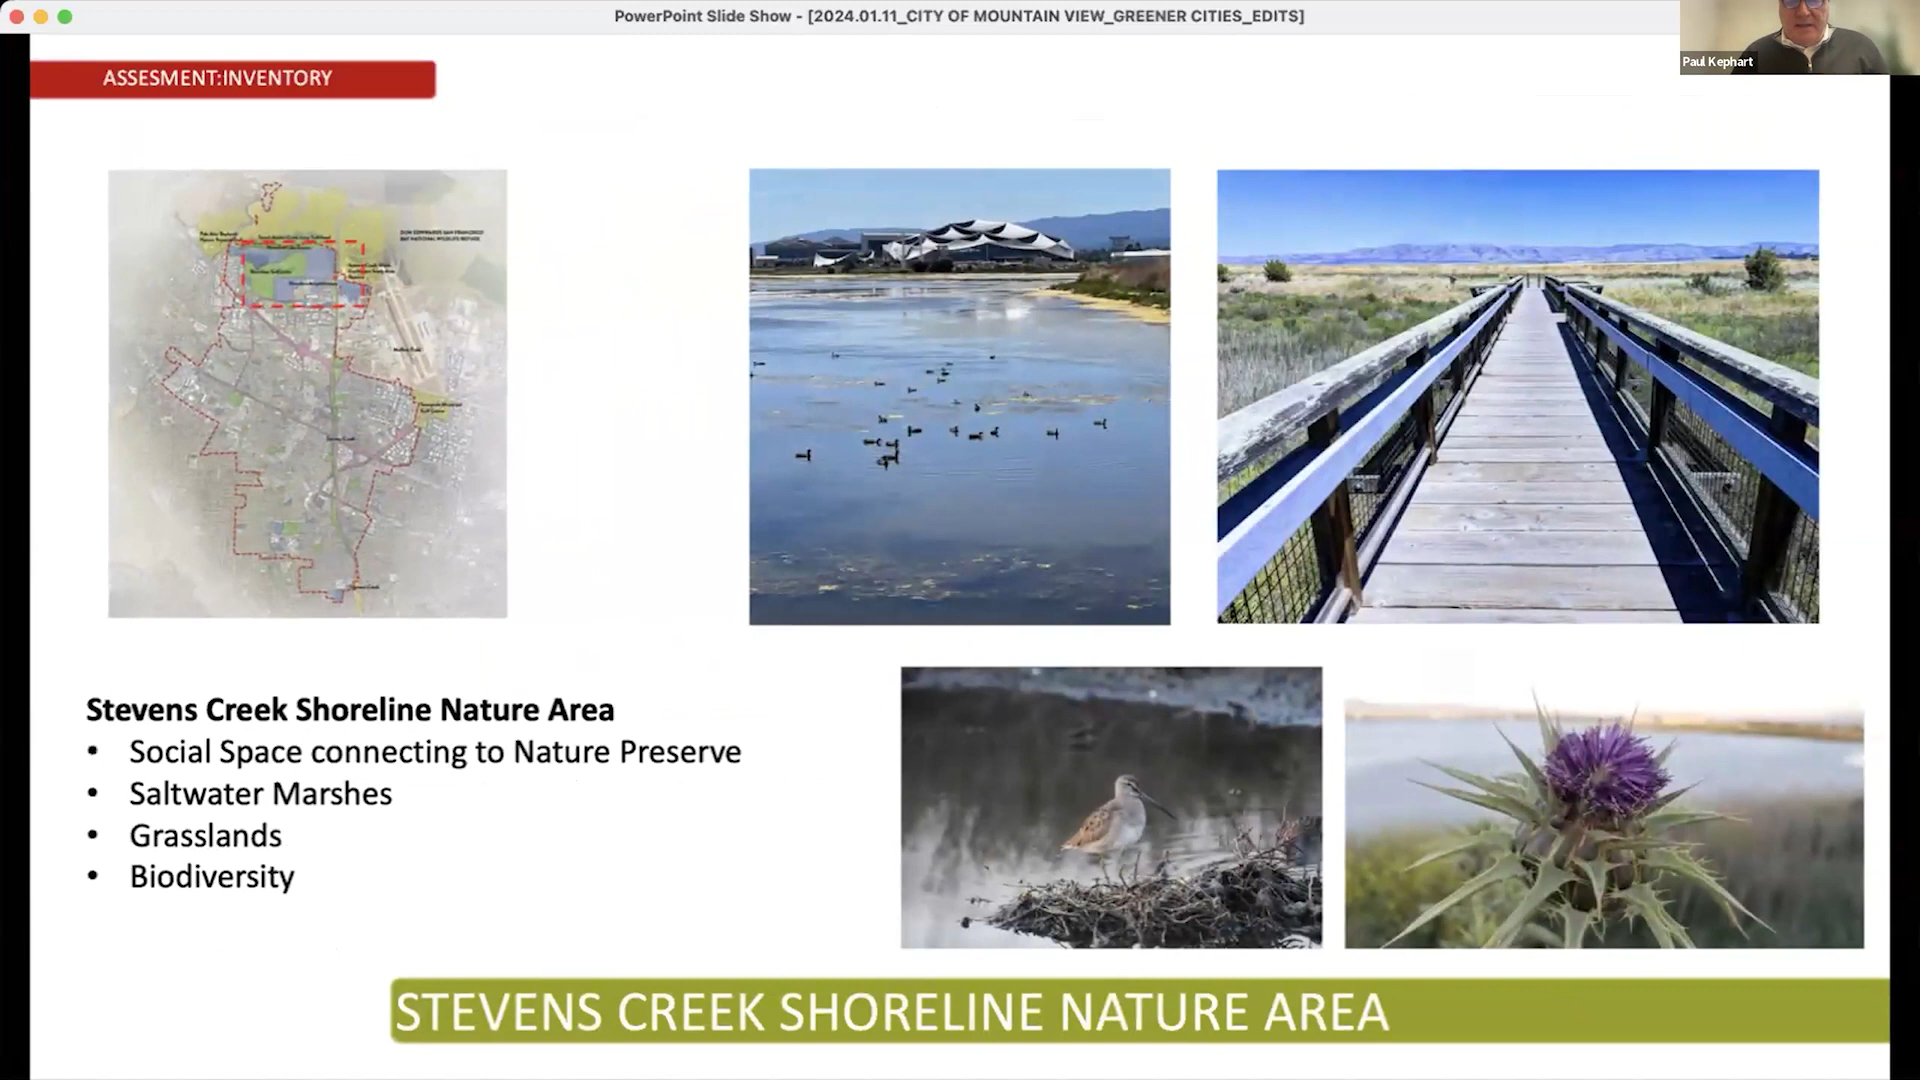 PowerPoint Slide Show - [2024.01.11_CITY OF MOUNTAIN VIEW_GREENER CITIES_EDITS]
Paul Kephart
ASSESMENT:INVENTORY
Stevens Creek Shoreline Nature Area
• Social Space connecting to Nature Preserve
• Saltwater Marshes
• Grasslands
• Biodiversity
STEVENS CREEK SHORELINE NATURE AREA